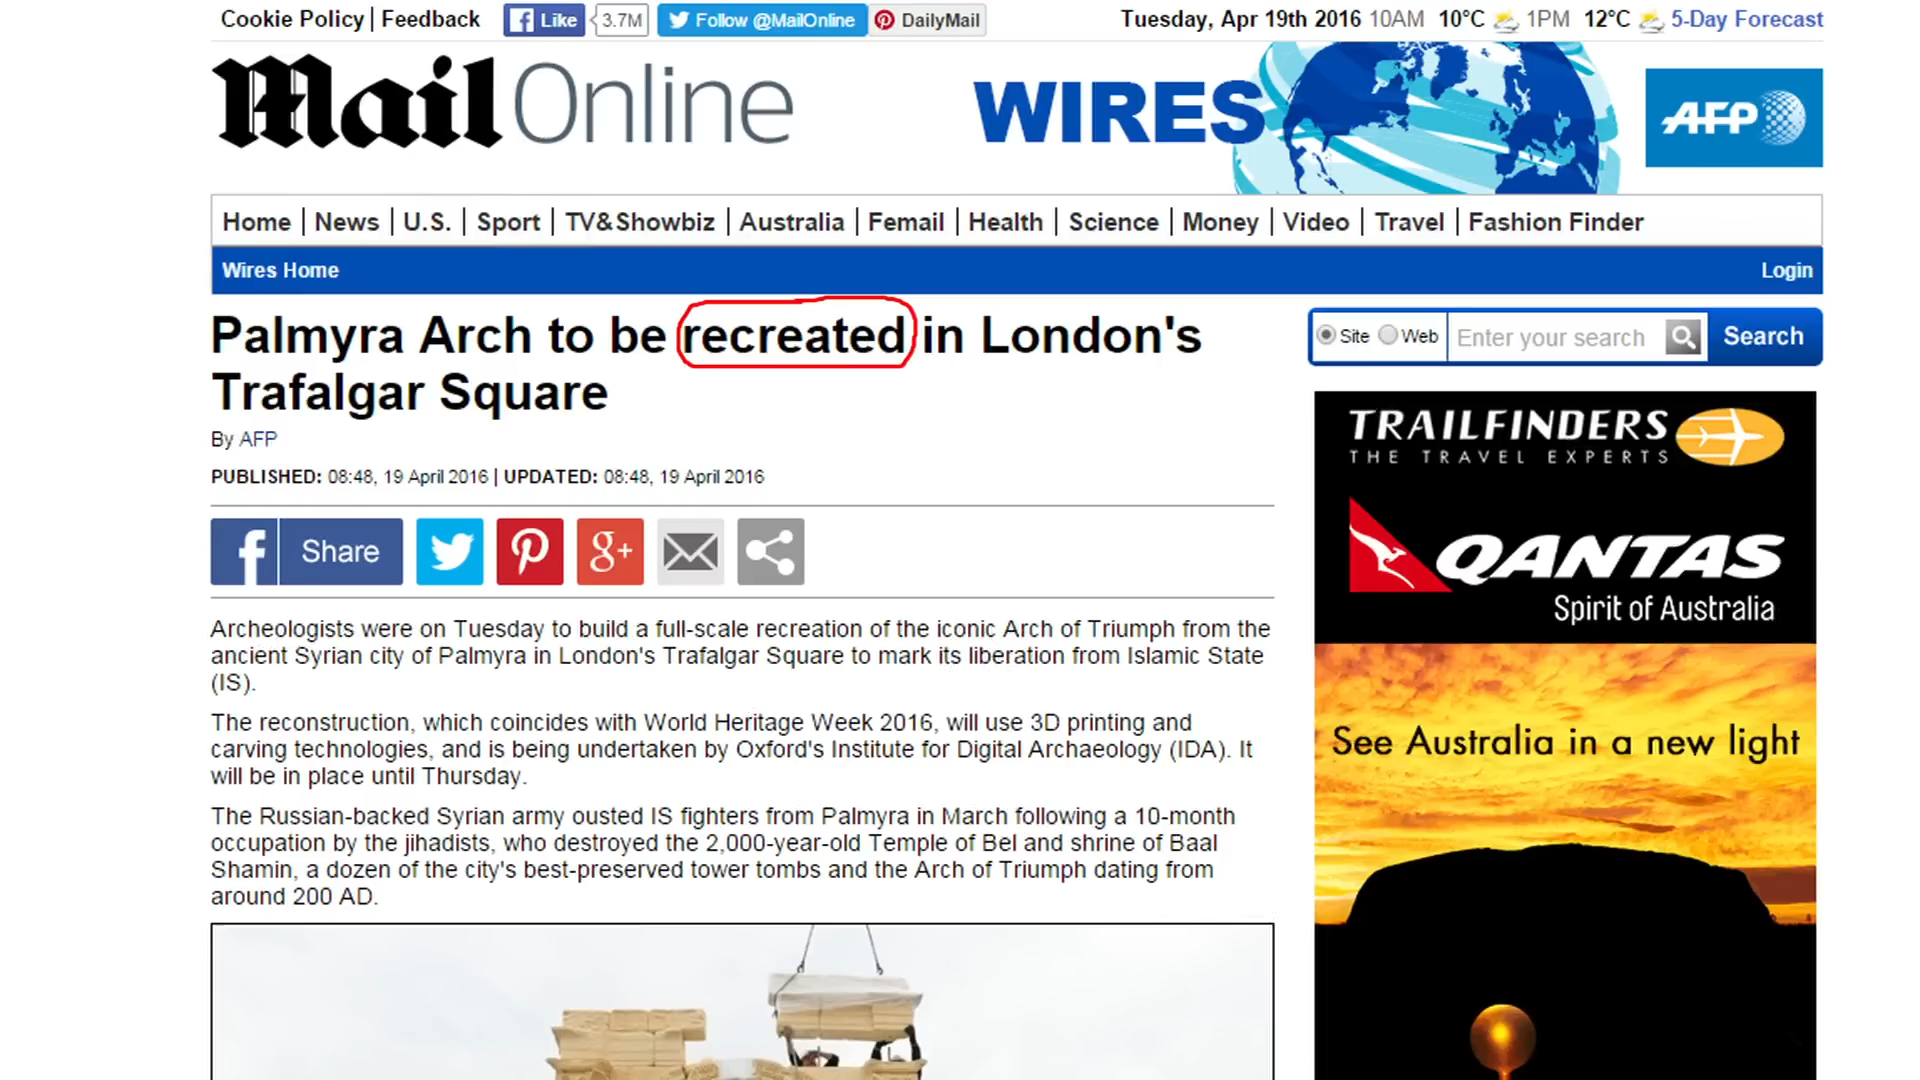 Cookie Policy | Feedback Like 3.7M Follow @MailOnline DailyMail Tuesday, Apr 19th 2016 10AM 10°C 1PM 12°C 5-Day Forecast
Mail Online WIRES AFP
Home | News | U.S. | Sport | TV&Showbiz | Australia | Femail | Health | Science | Money | Video | Travel | Fashion Finder
Wires Home Login
Palmyra Arch to be recreated in London's
Trafalgar Square
By AFP
PUBLISHED: 08:48, 19 April 2016 | UPDATED: 08:48, 19 April 2016
Share g+
Archeologists were on Tuesday to build a full-scale recreation of the iconic Arch of Triumph from the
ancient Syrian city of Palmyra in London's Trafalgar Square to mark its liberation from Islamic State
(IS).
The reconstruction, which coincides with World Heritage Week 2016, will use 3D printing and
carving technologies, and is being undertaken by Oxford's Institute for Digital Archaeology (IDA). It
will be in place until Thursday.
The Russian-backed Syrian army ousted IS fighters from Palmyra in March following a 10-month
occupation by the jihadists, who destroyed the 2,000-year-old Temple of Bel and shrine of Baal
Shamin, a dozen of the city's best-preserved tower tombs and the Arch of Triumph dating from
around 200 AD.
Site Web Enter your search Search
TRAILFINDERS
THE TRAVEL EXPERTS
QANTAS
Spirit of Australia
See Australia in a new light